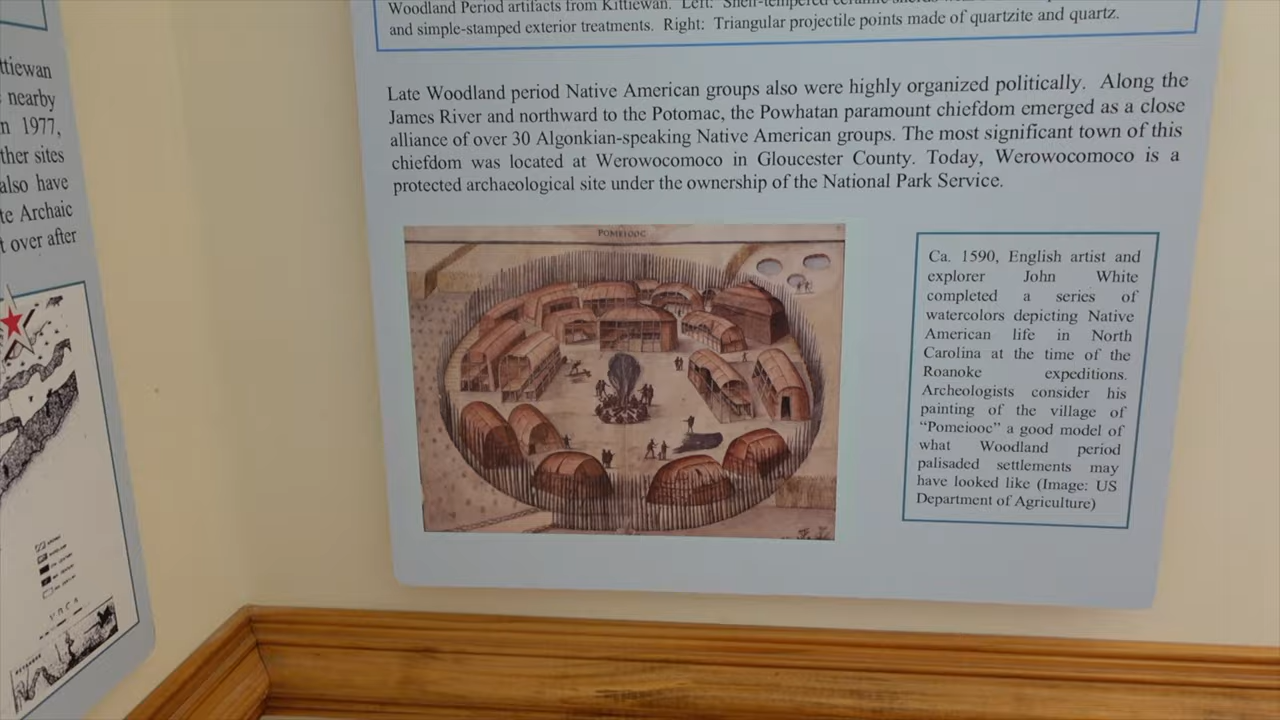 ttiewan
nearby
n 1977,
ther sites
also have
te Archaic
t over after
Woodland Period artifacts from Kittiewan. Left: Shell-tempered ceramic sherds
and simple-stamped exterior treatments. Right: Triangular projectile points made of quartzite and quartz.
Late Woodland period Native American groups also were highly organized politically. Along the
James River and northward to the Potomac, the Powhatan paramount chiefdom emerged as a close
alliance of over 30 Algonkian-speaking Native American groups. The most significant town of this
chiefdom was located at Werowocomoco in Gloucester County. Today, Werowocomoco is a
protected archaeological site under the ownership of the National Park Service.
POMEIOOC
Ca. 1590, English artist and
explorer John White
completed a series of
watercolors depicting Native
American life in North
Carolina at the time of the
Roanoke expeditions.
Archeologists consider his
painting of the village of
“Pomeiooc” a good model of
what Woodland period
palisaded settlements may
have looked like (Image: US
Department of Agriculture)